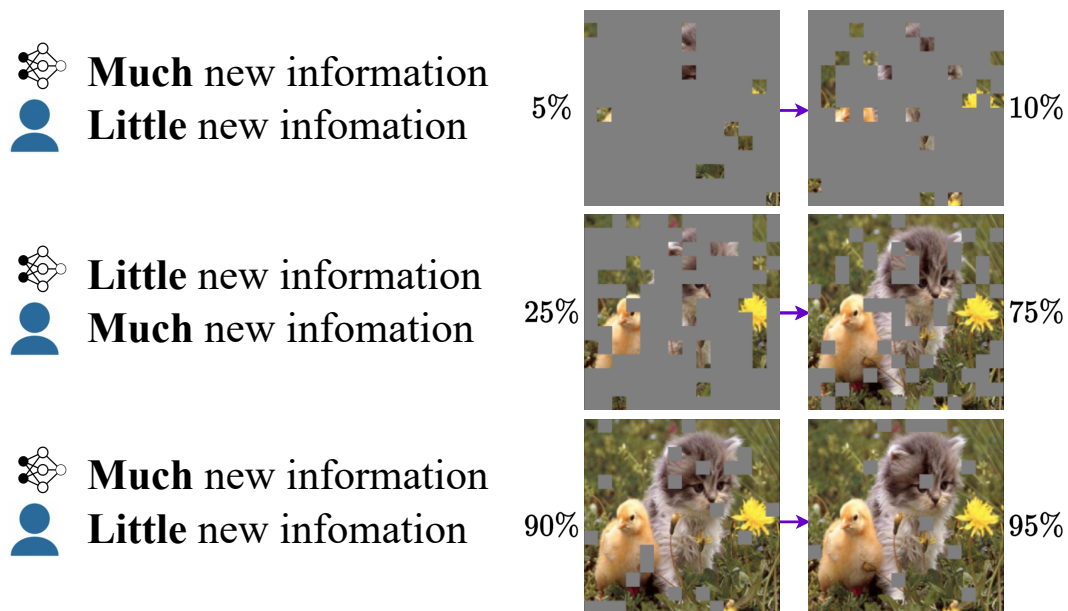 Much new information
Little new infomation
5%
10%
Little new information
Much new infomation
25%
75%
Much new information
Little new infomation
90%
95%